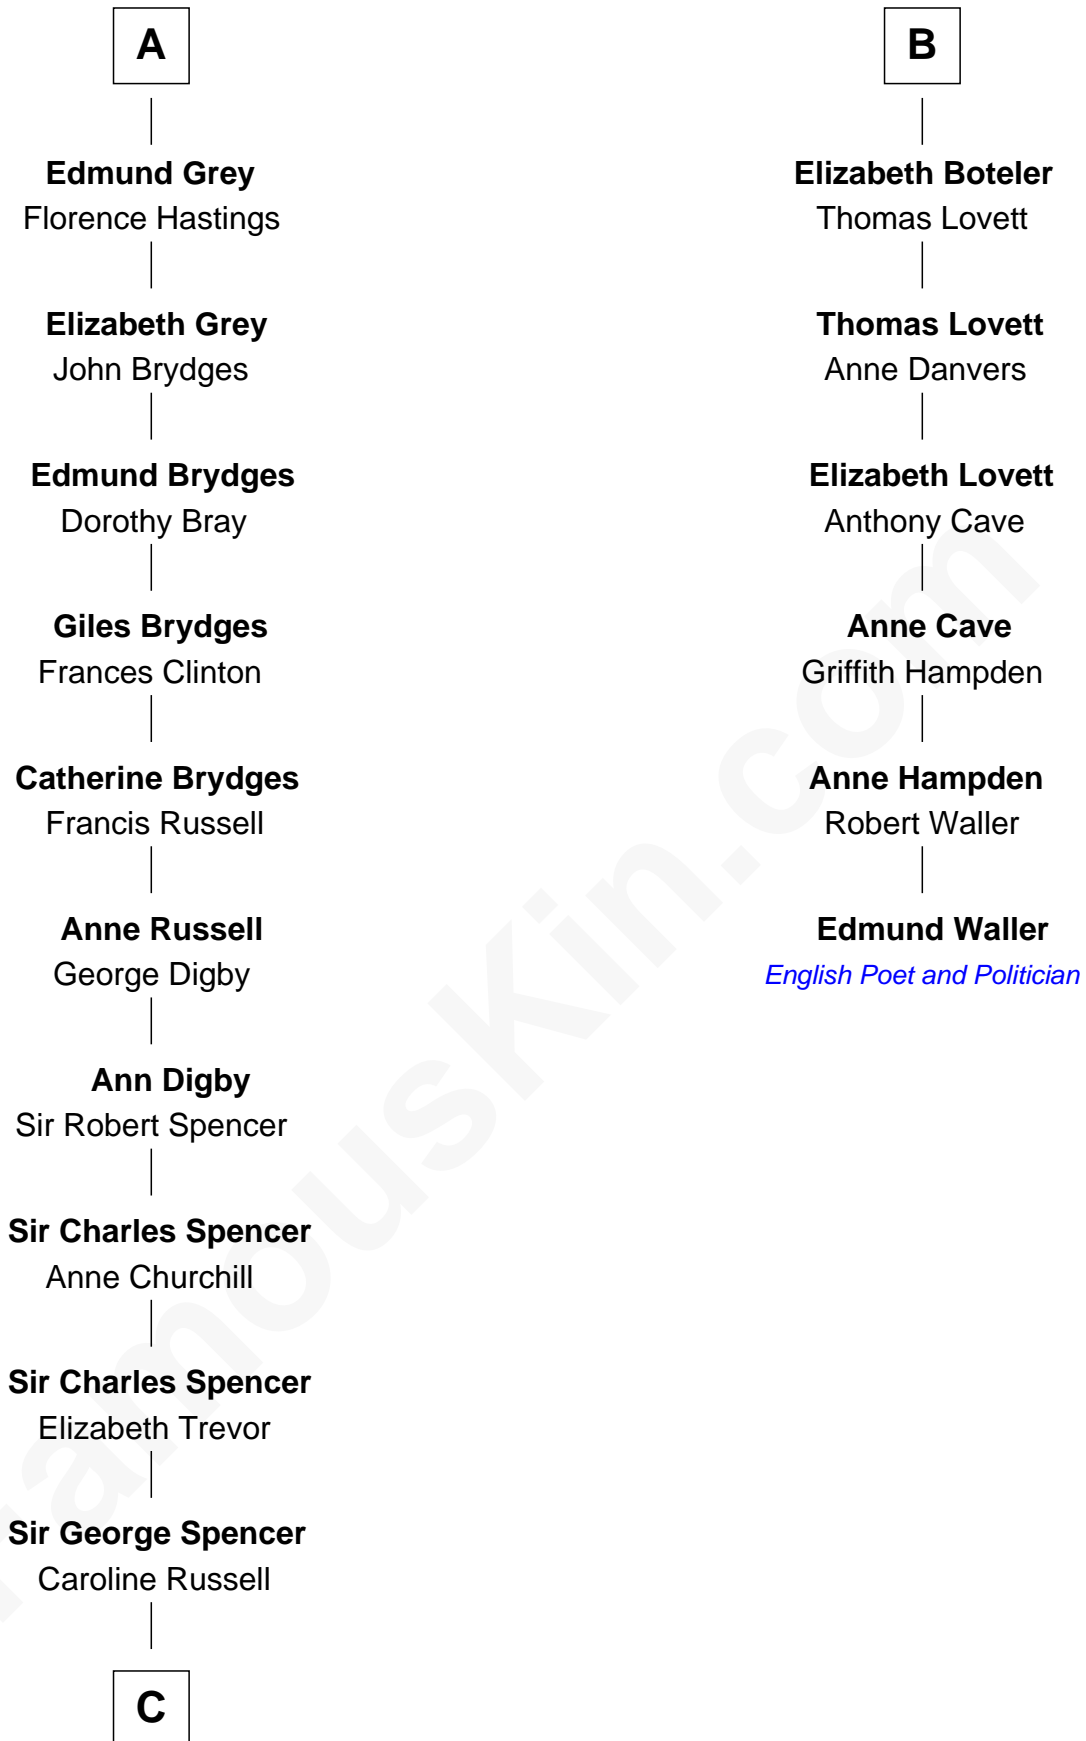 A
Edmund Grey
Florence Hastings
Elizabeth Grey
John Brydges
Edmund Brydges
Dorothy Bray
Giles Brydges
Frances Clinton
Catherine Brydges
Francis Russell
Anne Russell
George Digby
Ann Digby
Sir Robert Spencer
Sir Charles Spencer
Anne Churchill
Sir Charles Spencer
Elizabeth Trevor
Sir George Spencer
Caroline Russell
C
B
Elizabeth Boteler
Thomas Lovett
Thomas Lovett
Anne Danvers
Elizabeth Lovett
Anthony Cave
Anne Cave
Griffith Hampden
Anne Hampden
Robert Waller
Edmund Waller
English Poet and Politician
FamousKin.com